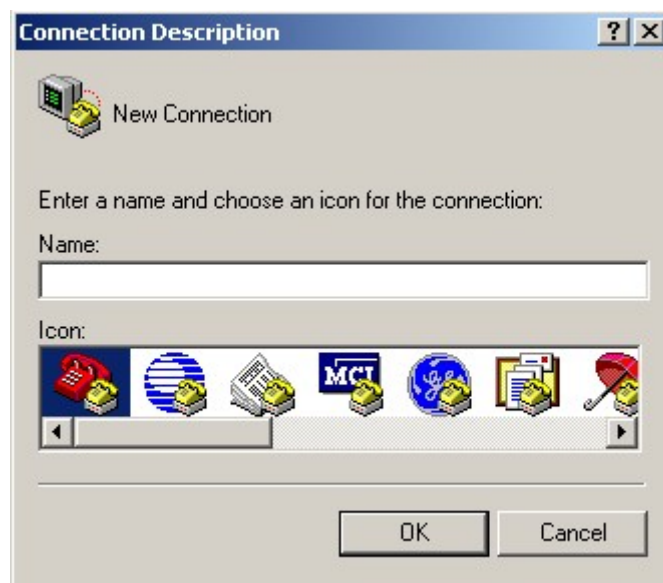 Connection Description
New Connection
Enter a name and choose an icon for the connection:
Name:
Icon:
MCI
OK Cancel